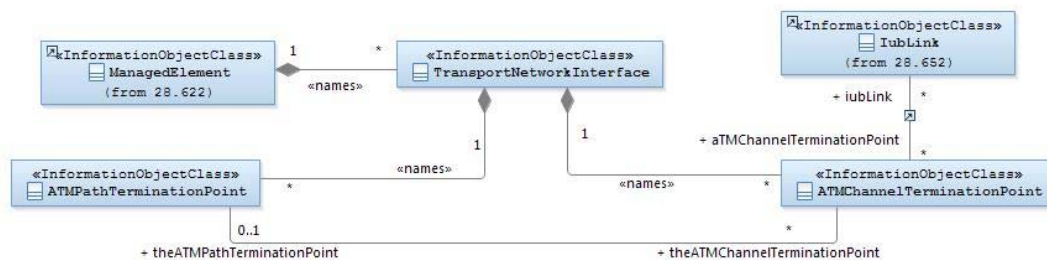 «InformationObjectClass»
ManagedElement
(from 28.622)
1
*
«names»
«InformationObjectClass»
TransportNetworkInterface
«InformationObjectClass»
IubLink
(from 28.652)
+ iubLink
*
+ aTMChannelTerminationPoint
*
1
«names»
*
1
«names»
*
«InformationObjectClass»
ATMPathTerminationPoint
«InformationObjectClass»
ATMChannelTerminationPoint
0..1
+ theATMPathTerminationPoint
*
+ theATMChannelTerminationPoint